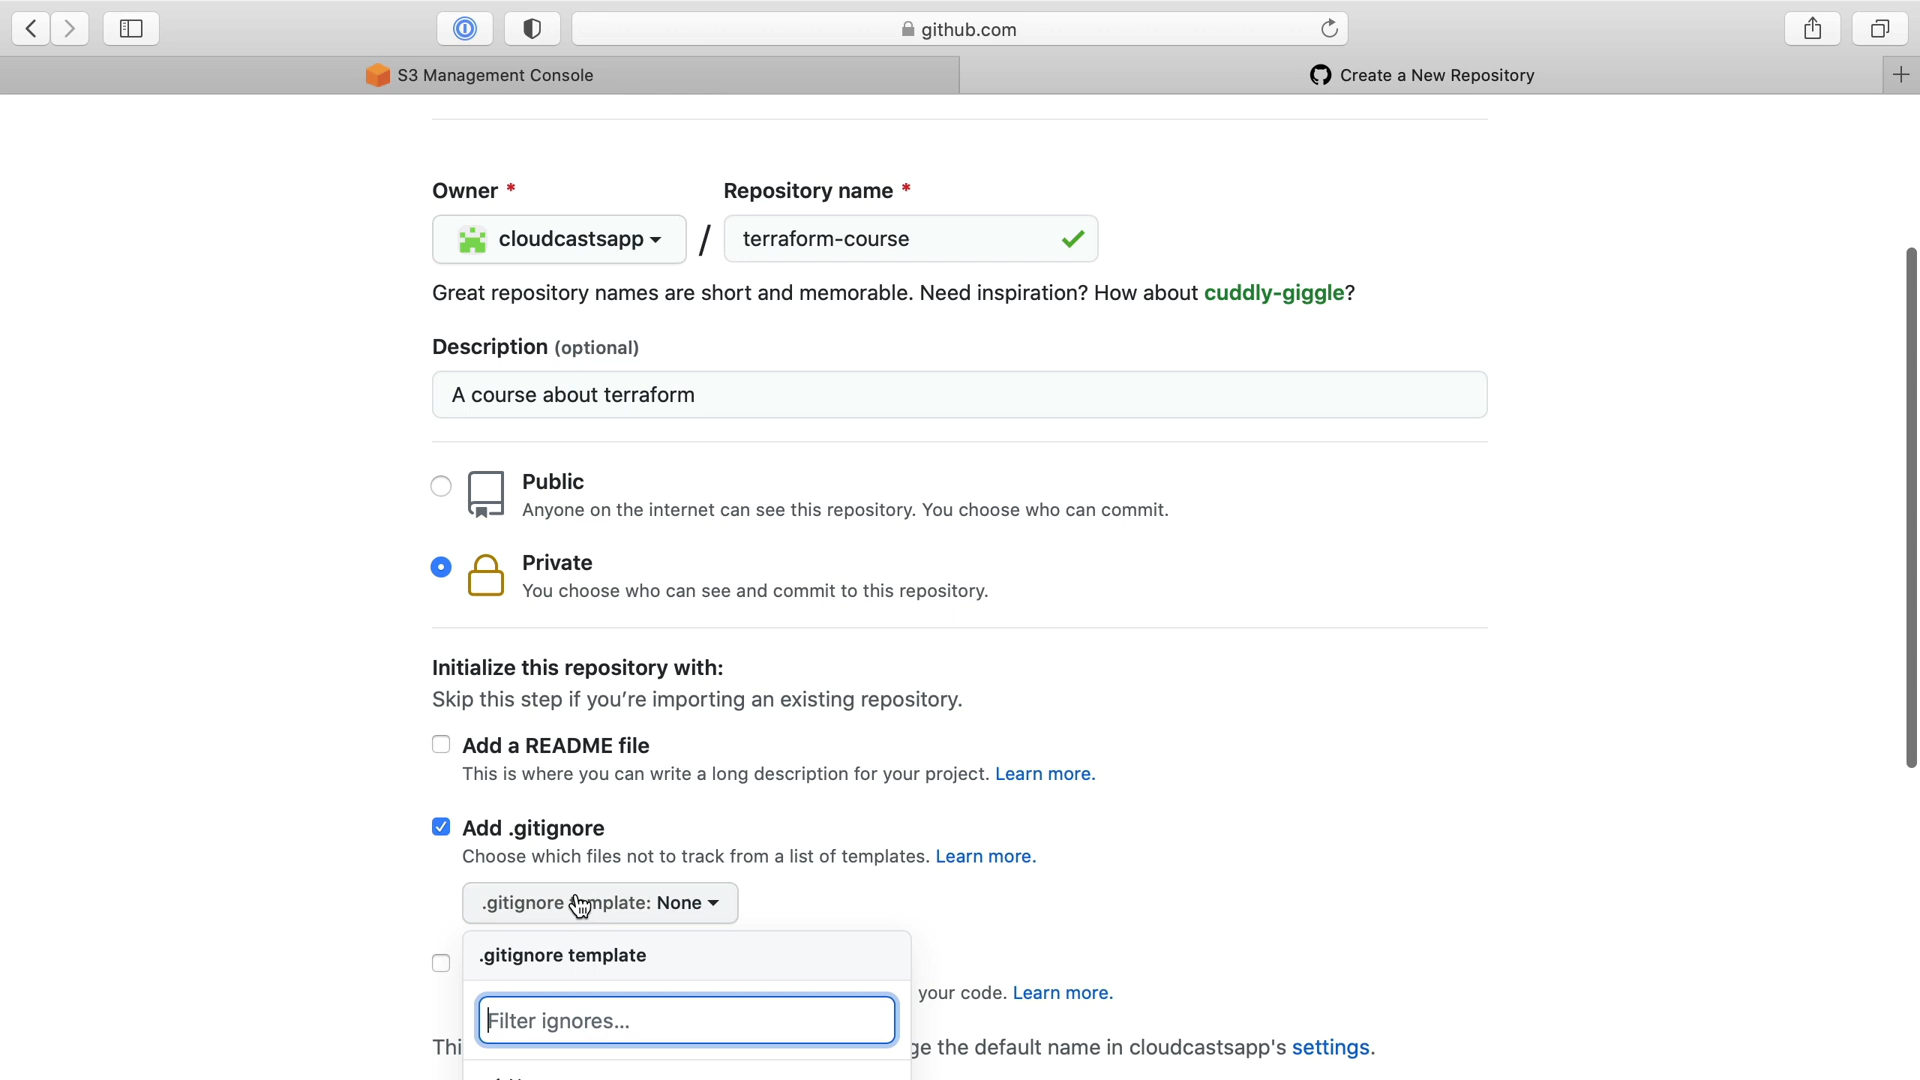 github.com
S3 Management Console
Create a New Repository
Owner *
Repository name *
cloudcastsapp
/
terraform-course
Great repository names are short and memorable. Need inspiration? How about cuddly-giggle?
Description (optional)
A course about terraform
Public
Anyone on the internet can see this repository. You choose who can commit.
Private
You choose who can see and commit to this repository.
Initialize this repository with:
Skip this step if you're importing an existing repository.
Add a README file
This is where you can write a long description for your project. Learn more.
Add .gitignore
Choose which files not to track from a list of templates. Learn more.
.gitignore template: None
.gitignore template
your code. Learn more.
Filter ignores...
Thi
ge the default name in cloudcastsapp's settings.